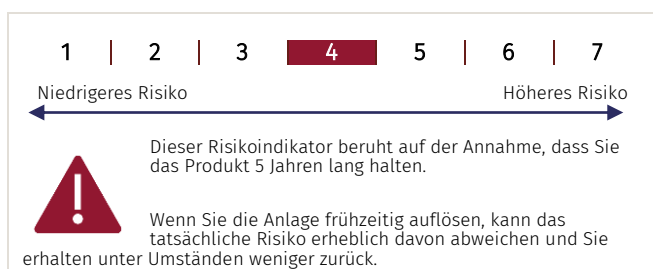 1 | 2 | 3 | 4 | 5 | 6 | 7
Niedrigeres Risiko Höheres Risiko
Dieser Risikoindikator beruht auf der Annahme, dass Sie
das Produkt 5 Jahren lang halten.
Wenn Sie die Anlage frühzeitig auflösen, kann das
tatsächliche Risiko erheblich davon abweichen und Sie
erhalten unter Umständen weniger zurück.